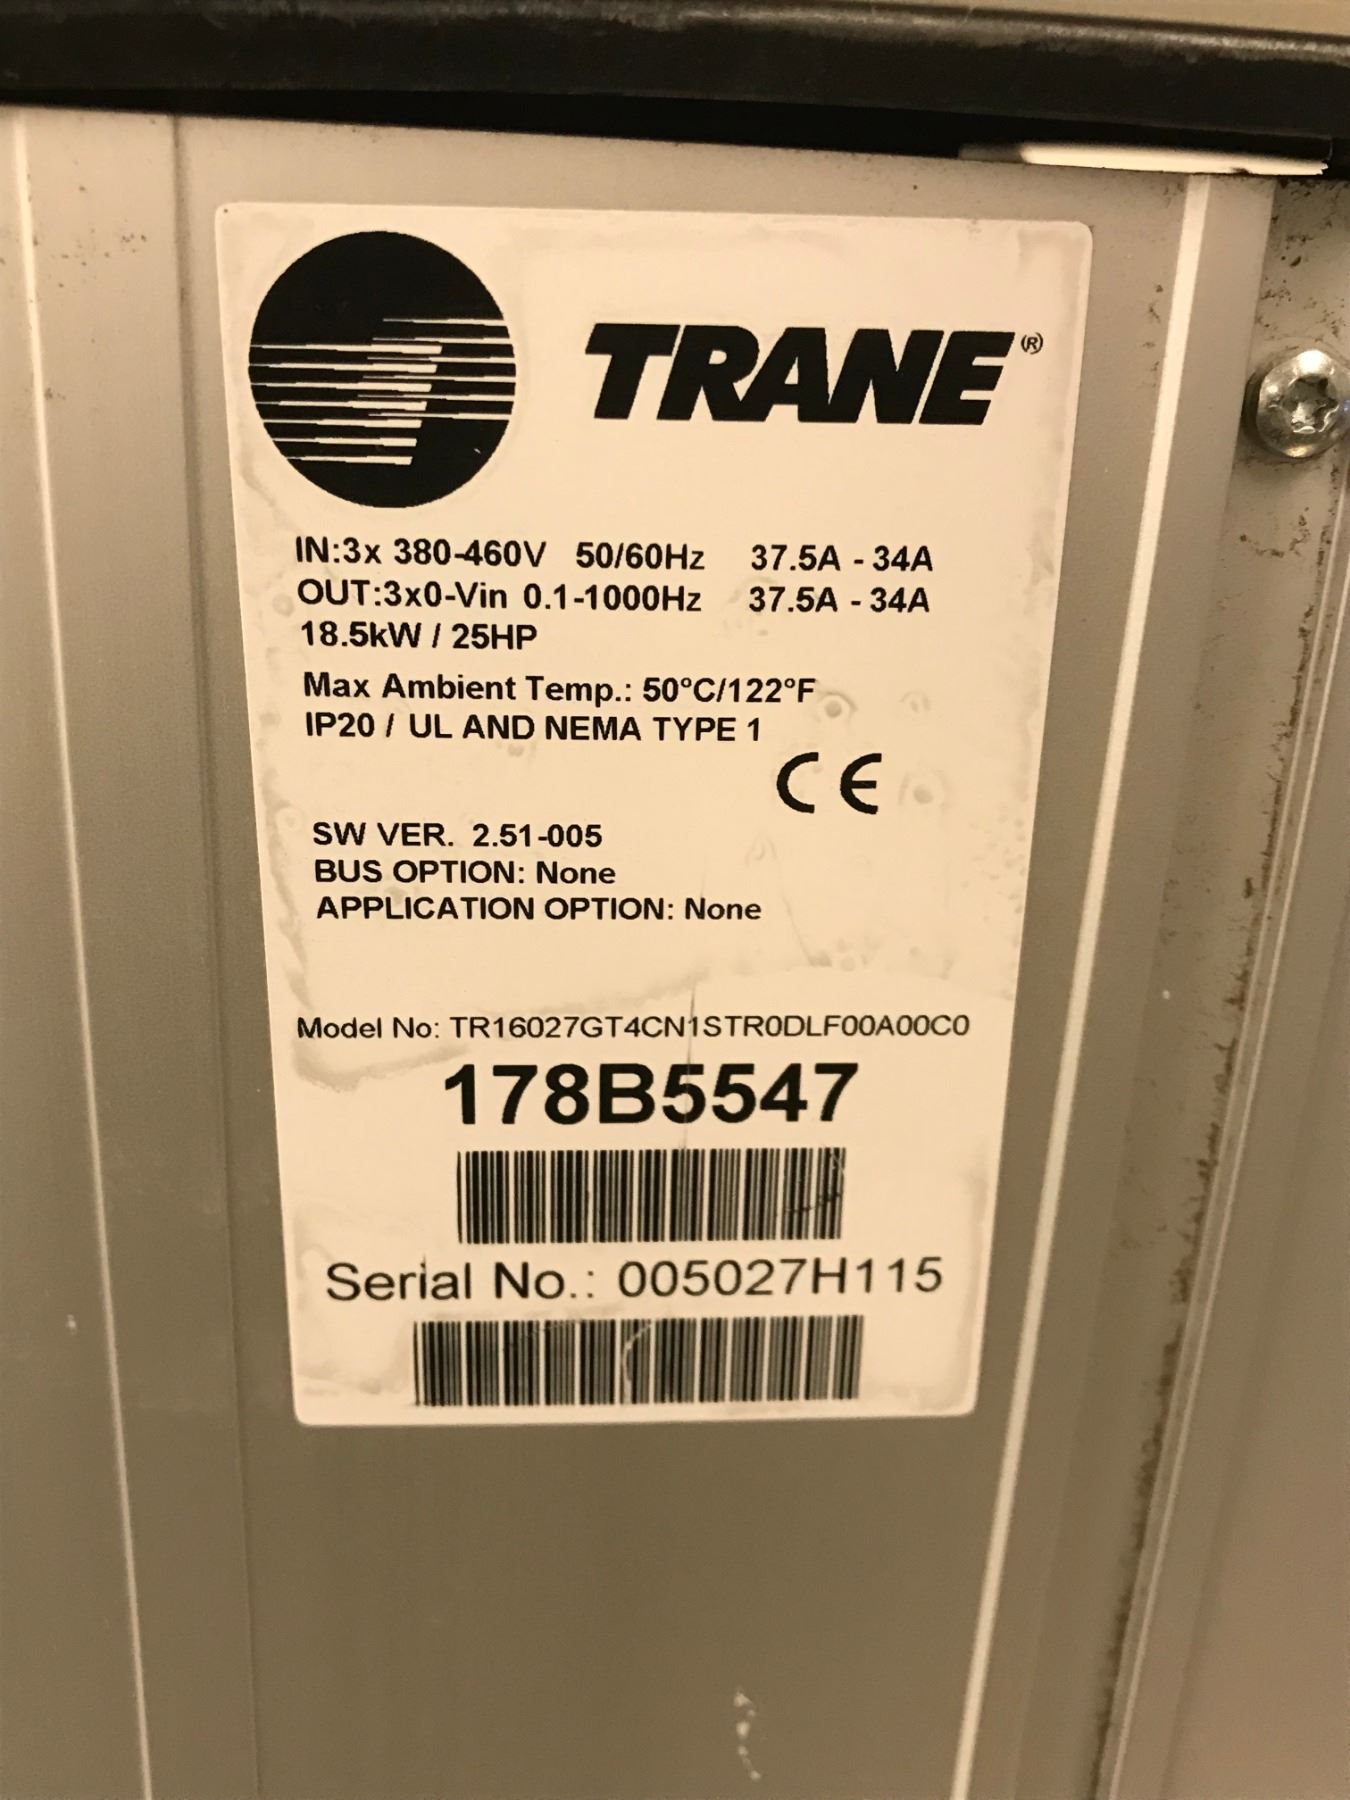 TRANE®
IN:3x 380-460V 50/60Hz 37.5A - 34A
OUT:3x0-Vin 0.1-1000Hz 37.5A - 34A
18.5kW / 25HP
Max Ambient Temp.: 50°C/122°F
IP20 / UL AND NEMA TYPE 1
CE
SW VER. 2.51-005
BUS OPTION: None
APPLICATION OPTION: None
Model No: TR16027GT4CN1STR0DLF00A00C0
178B5547
Serial No.: 005027H115